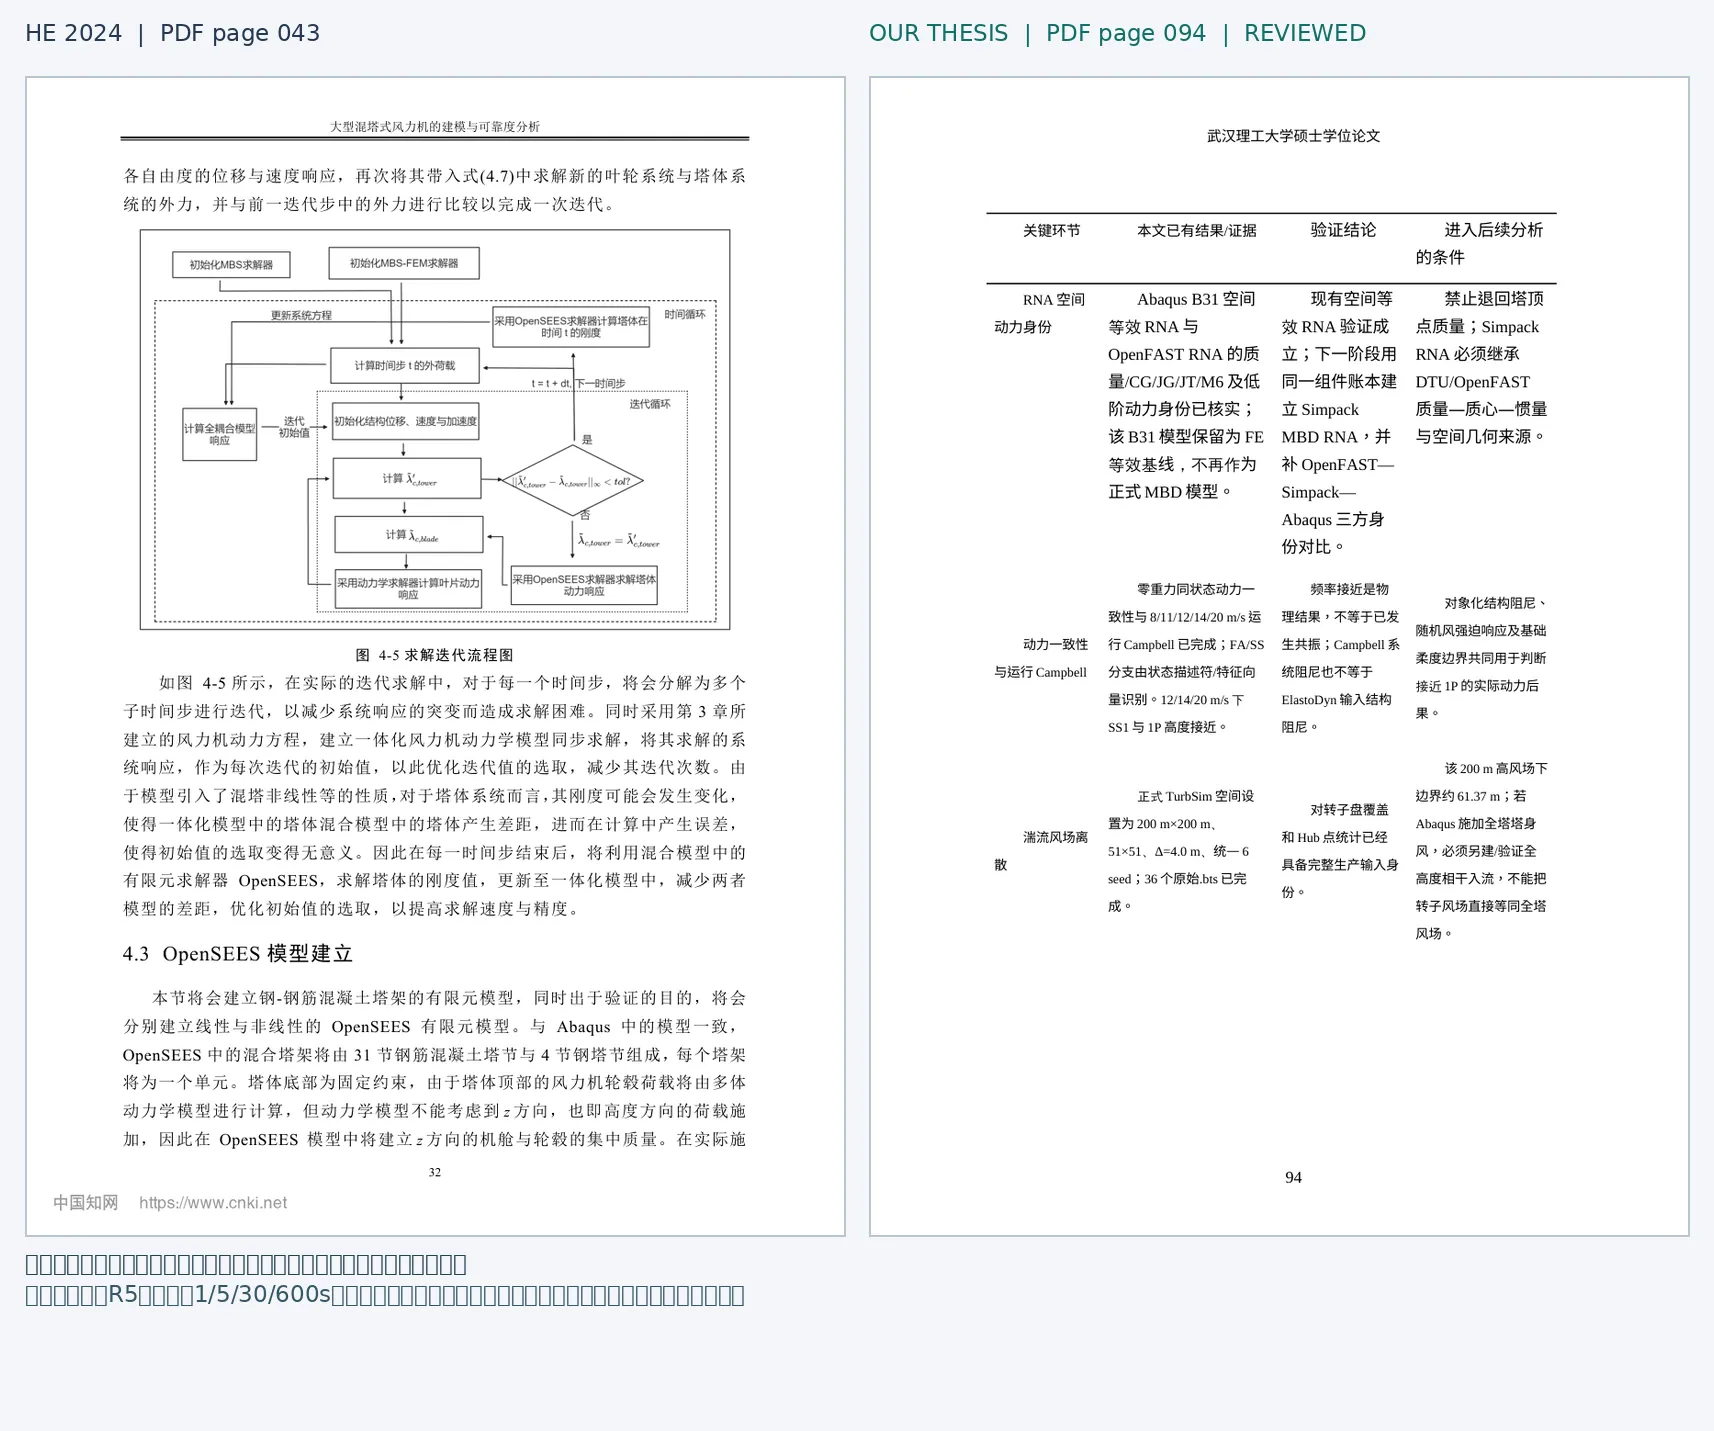 HE 2024 | PDF page 043
大型混塔式风力机的建模与可靠度分析
各自由度的位移与速度响应，再次将其带入式(4.7)中求解新的叶轮系统与塔体系
统的外力，并与前一迭代步中的外力进行比较以完成一次迭代。
初始化MBS求解器
初始化MBS-FEM求解器
更新系统方程
采用OpenSEES求解器计算塔体在
时间 t 的刚度
时间循环
计算时间步 t 的外荷载
t = t + dt, 下一时间步
迭代循环
计算全耦合模型
响应
迭代
初始值
初始化结构位移、速度与加速度
是
计算 λ̃′c,tower
||λ̃′c,tower − λ̃c,tower||∞ < tol?
否
计算 λ̃c,blade
λ̃c,tower = λ̃′c,tower
采用动力学求解器计算叶片动力
响应
采用OpenSEES求解器求解塔体
动力响应
图 4-5 求解迭代流程图
如图 4-5 所示，在实际的迭代求解中，对于每一个时间步，将会分解为多个
子时间步进行迭代，以减少系统响应的突变而造成求解困难。同时采用第 3 章所
建立的风力机动力方程，建立一体化风力机动力学模型同步求解，将其求解的系
统响应，作为每次迭代的初始值，以此优化迭代值的选取，减少其迭代次数。由
于模型引入了混塔非线性等的性质，对于塔体系统而言，其刚度可能会发生变化，
使得一体化模型中的塔体混合模型中的塔体产生差距，进而在计算中产生误差，
使得初始值的选取变得无意义。因此在每一时间步结束后，将利用混合模型中的
有限元求解器 OpenSEES，求解塔体的刚度值，更新至一体化模型中，减少两者
模型的差距，优化初始值的选取，以提高求解速度与精度。
4.3 OpenSEES 模型建立
本节将会建立钢-钢筋混凝土塔架的有限元模型，同时出于验证的目的，将会
分别建立线性与非线性的 OpenSEES 有限元模型。与 Abaqus 中的模型一致，
OpenSEES 中的混合塔架将由 31 节钢筋混凝土塔节与 4 节钢塔节组成，每个塔架
将为一个单元。塔体底部为固定约束，由于塔体顶部的风力机轮毂荷载将由多体
动力学模型进行计算，但动力学模型不能考虑到 z 方向，也即高度方向的荷载施
加，因此在 OpenSEES 模型中将建立 z 方向的机舱与轮毂的集中质量。在实际施
32
中国知网 https://www.cnki.net
OUR THESIS | PDF page 094 | REVIEWED
武汉理工大学硕士学位论文
关键环节
本文已有结果/证据
验证结论
进入后续分析
的条件
RNA 空间
动力身份
Abaqus B31 空间
等效 RNA 与
OpenFAST RNA 的质
量/CG/JG/JT/M6 及低
阶动力身份已核实；
该 B31 模型保留为 FE
等效基线，不再作为
正式 MBD 模型。
现有空间等
效 RNA 验证成
立；下一阶段用
同一组件账本建
立 Simpack
MBD RNA，并
补 OpenFAST—
Simpack—
Abaqus 三方身
份对比。
禁止退回塔顶
点质量；Simpack
RNA 必须继承
DTU/OpenFAST
质量—质心—惯量
与空间几何来源。
动力一致性
与运行 Campbell
零重力同状态动力一
致性与 8/11/12/14/20 m/s 运
行 Campbell 已完成；FA/SS
分支由状态描述符/特征向
量识别。12/14/20 m/s 下
SS1 与 1P 高度接近。
频率接近是物
理结果，不等于已发
生共振；Campbell 系
统阻尼也不等于
ElastoDyn 输入结构
阻尼。
对象化结构阻尼、
随机风强迫响应及基础
柔度边界共同用于判断
接近 1P 的实际动力后
果。
湍流风场离
散
正式 TurbSim 空间设
置为 200 m×200 m、
51×51、Δ=4.0 m、统一 6
seed；36 个原始.bts 已完
成。
对转子盘覆盖
和 Hub 点统计已经
具备完整生产输入身
份。
该 200 m 高风场下
边界约 61.37 m；若
Abaqus 施加全塔塔身
风，必须另建/验证全
高度相干入流，不能把
转子风场直接等同全塔
风场。
94
R5 1/5/30/600s